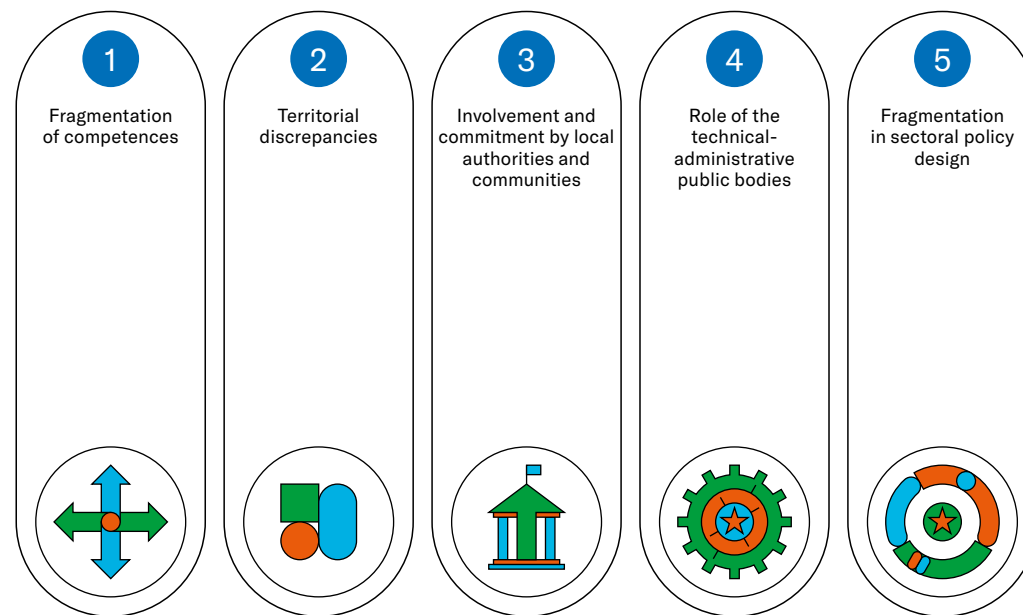 1
Fragmentation
of competences
2
Territorial
discrepancies
3
Involvement and
commitment by local
authorities and
communities
4
Role of the
technical-
administrative
public bodies
5
Fragmentation
in sectoral policy
design